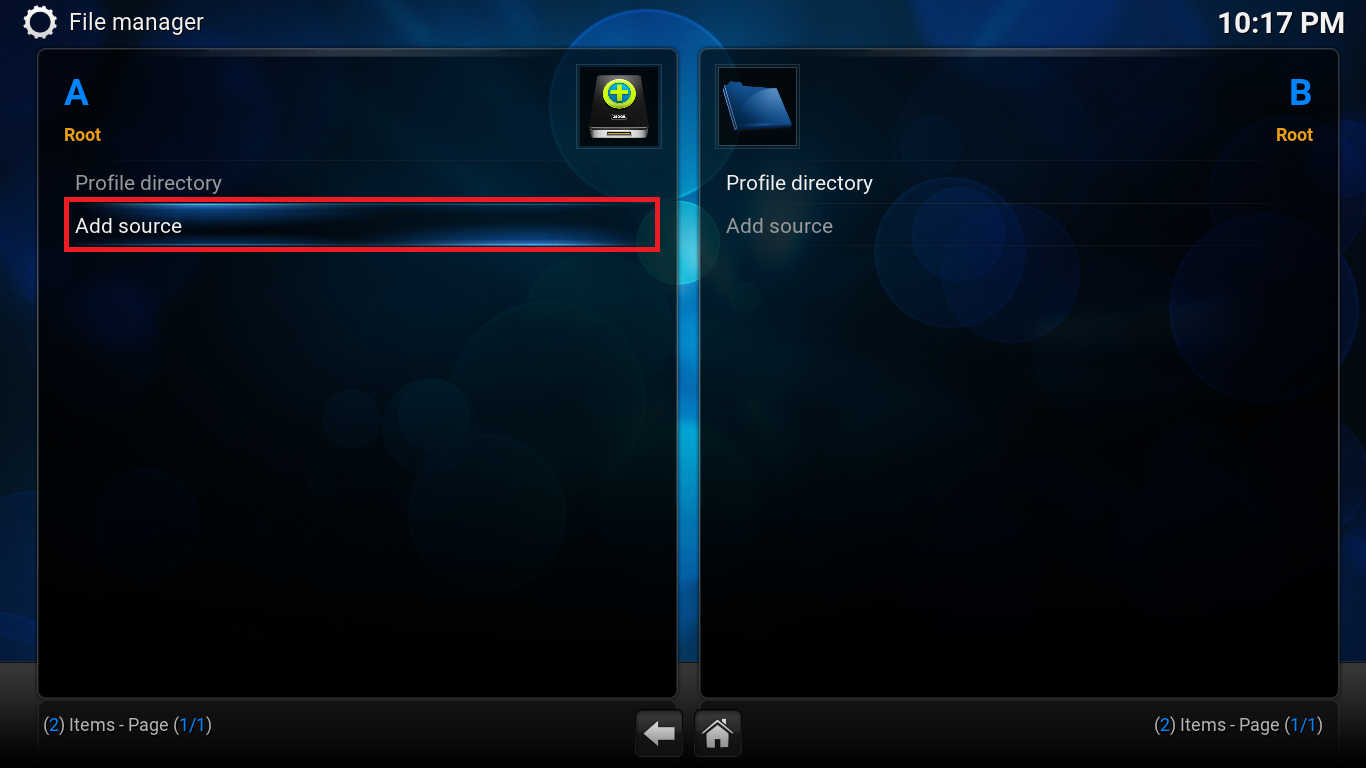 File manager
10:17 PM
A
Root
Profile directory
Add source
(2) Items - Page (1/1)
B
Root
Profile directory
Add source
(2) Items - Page (1/1)